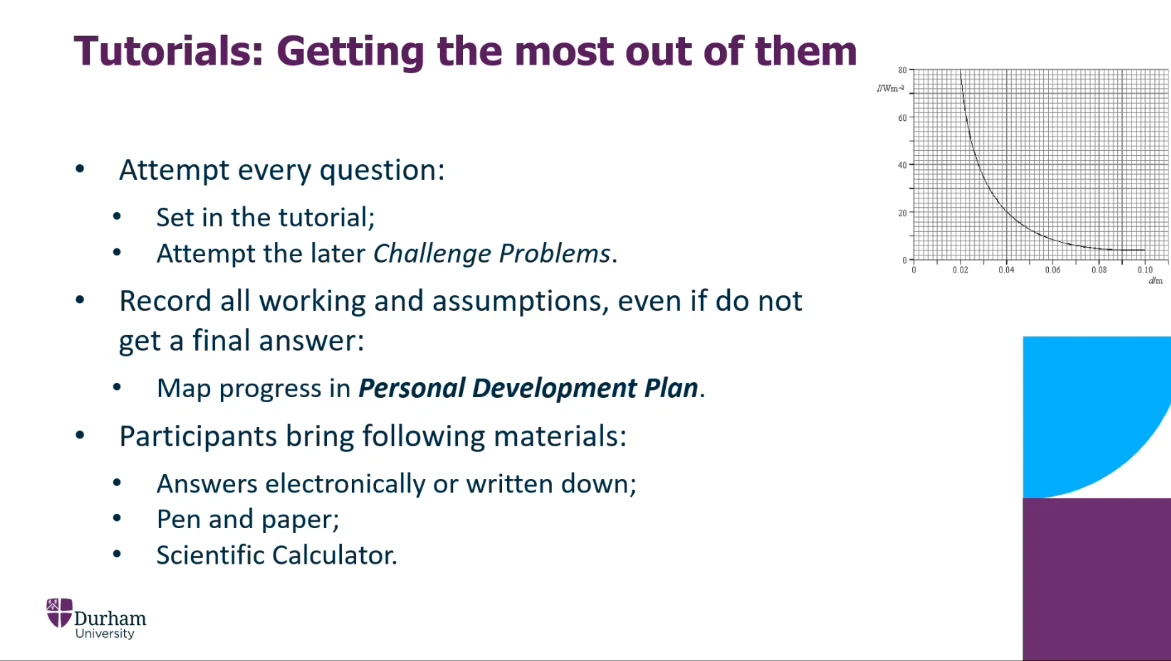 Tutorials: Getting the most out of them
• Attempt every question:
• Set in the tutorial;
• Attempt the later Challenge Problems.
• Record all working and assumptions, even if do not
get a final answer:
• Map progress in Personal Development Plan.
• Participants bring following materials:
• Answers electronically or written down;
• Pen and paper;
• Scientific Calculator.
80
I/Wm⁻²
60
40
20
0
0 0.02 0.04 0.06 0.08 0.10
d/m
Durham
University